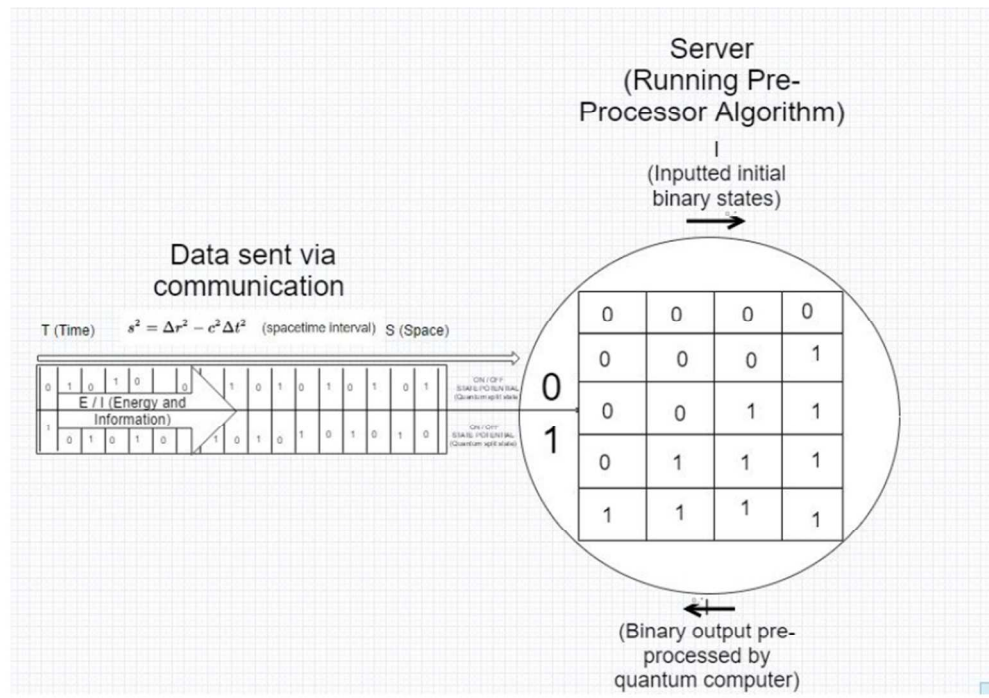 Server
(Running Pre-
Processor Algorithm)
I
(Inputted initial
binary states)
Data sent via
communication
T (Time) s² = Δr² − c²Δt² (spacetime interval) S (Space)
0 1 0 1 0 0 1 0 1 0 1 0 1 0 1
ON / OFF
STATE POTENTIAL
(Quantum split state
E / I (Energy and
Information)
1 0 1 0 1 0 1 0 1 0 1 0 1 0 1 0
ON / OFF
STATE POTENTIAL
(Quantum split state)
0
1
0 0 0 0
0 0 0 1
0 0 1 1
0 1 1 1
1 1 1 1
(Binary output pre-
processed by
quantum computer)